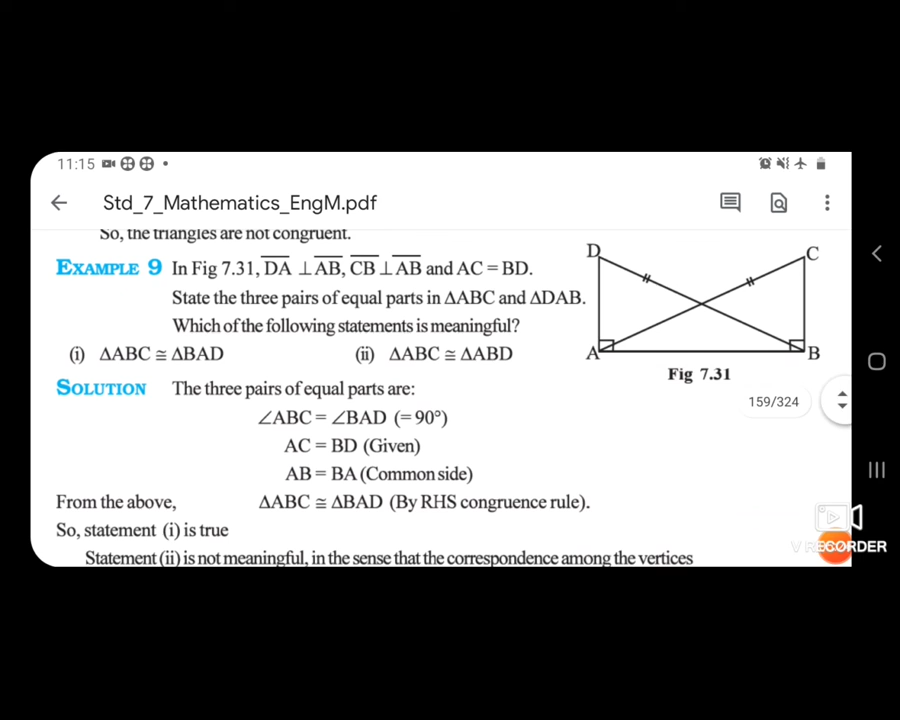 11:15
Std_7_Mathematics_EngM.pdf
So, the triangles are not congruent.
EXAMPLE 9 In Fig 7.31, DA ⊥ AB, CB ⊥ AB and AC = BD.
State the three pairs of equal parts in ΔABC and ΔDAB.
Which of the following statements is meaningful?
(i) ΔABC ≅ ΔBAD (ii) ΔABC ≅ ΔABD
D C
A B
Fig 7.31
SOLUTION The three pairs of equal parts are:
159/324
∠ABC = ∠BAD (= 90°)
AC = BD (Given)
AB = BA (Common side)
From the above, ΔABC ≅ ΔBAD (By RHS congruence rule).
So, statement (i) is true
Statement (ii) is not meaningful, in the sense that the correspondence among the vertices